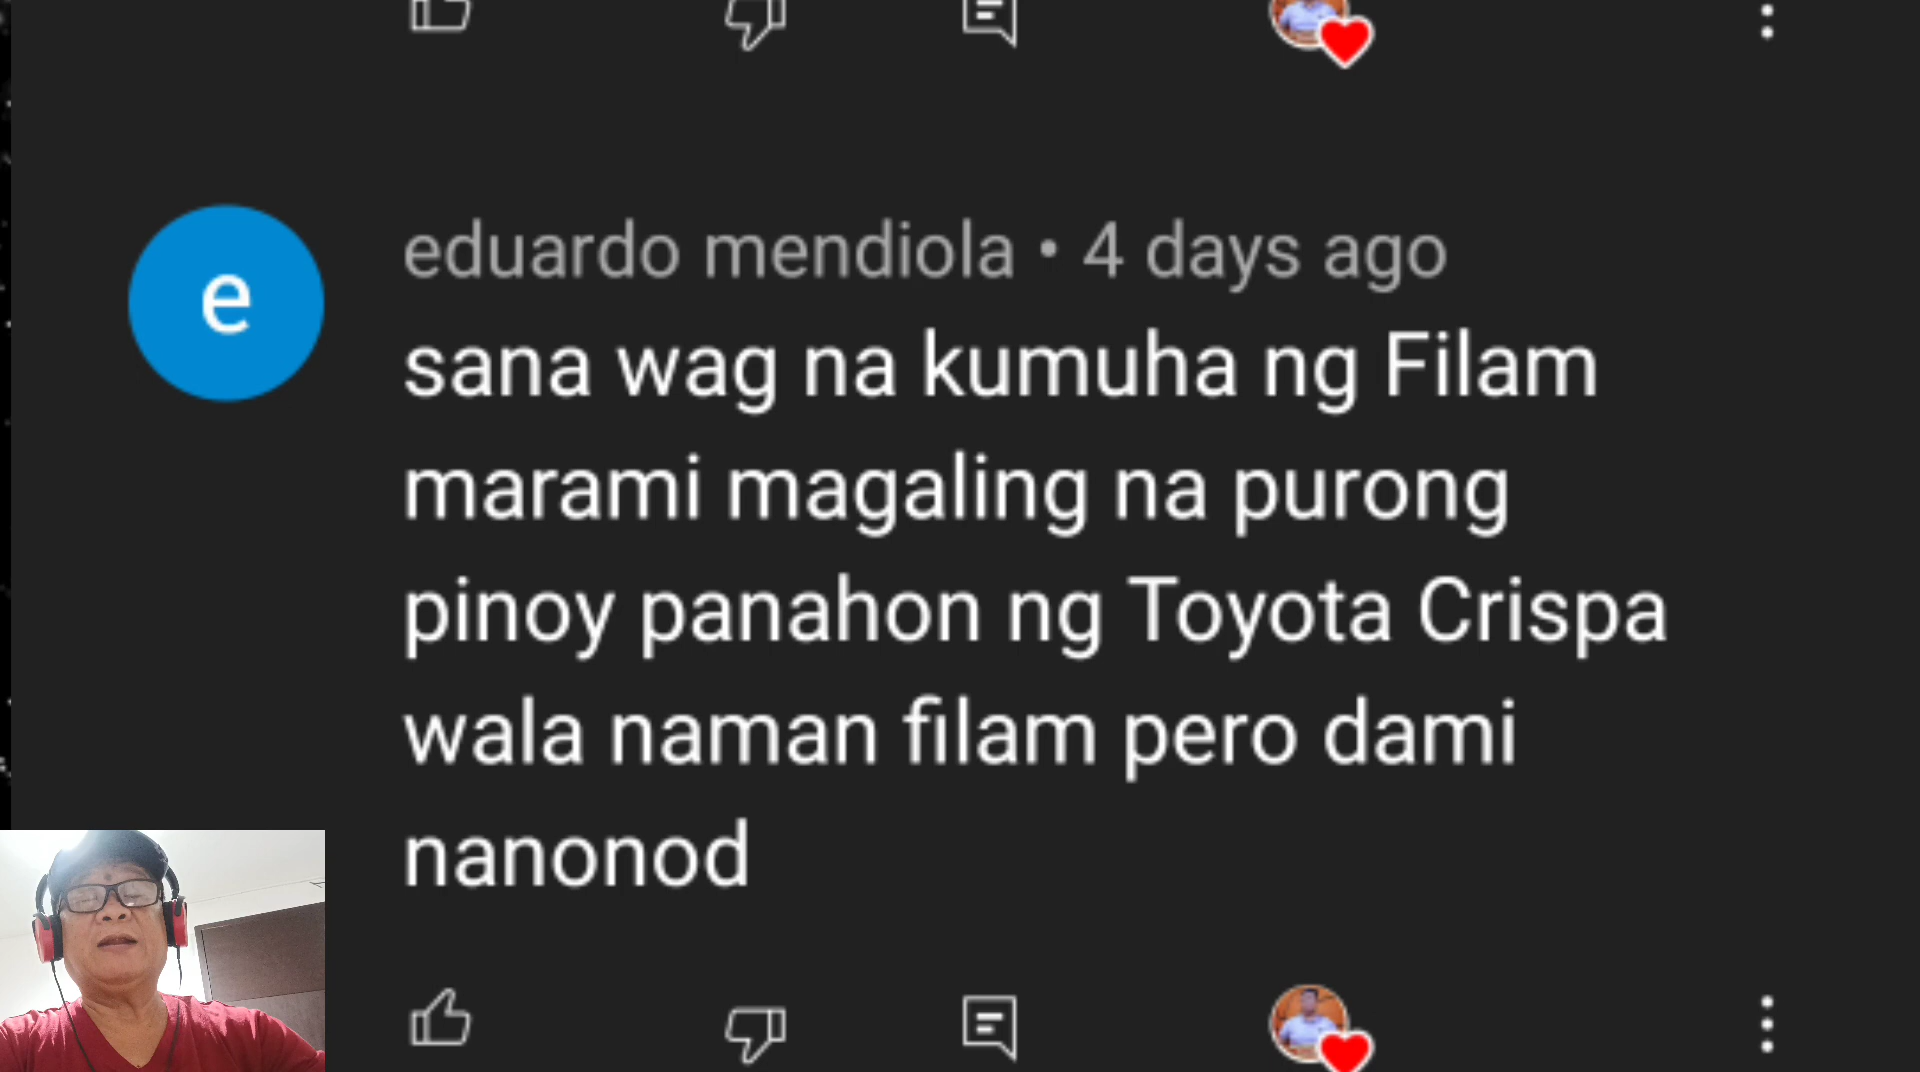 e
eduardo mendiola • 4 days ago
sana wag na kumuha ng Filam
marami magaling na purong
pinoy panahon ng Toyota Crispa
wala naman filam pero dami
nanonod